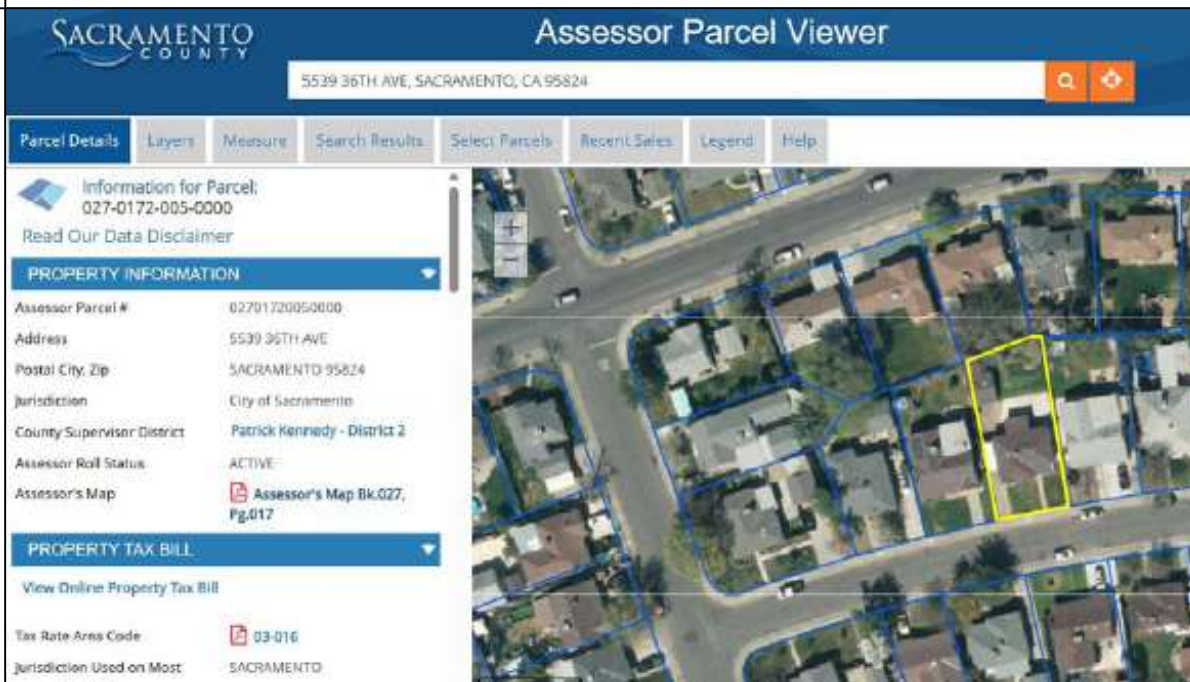 SACRAMENTO
COUNTY
Assessor Parcel Viewer
5539 36TH AVE, SACRAMENTO, CA 95824
Parcel Details Layers Measure Search Results Select Parcels Recent Sales Legend Help
Information for Parcel:
027-0172-005-0000
Read Our Data Disclaimer
PROPERTY INFORMATION
Assessor Parcel # 02701720050000
Address 5539 36TH AVE
Postal City, Zip SACRAMENTO 95824
Jurisdiction City of Sacramento
County Supervisor District Patrick Kennedy - District 2
Assessor Roll Status ACTIVE
Assessor's Map Assessor's Map Bk.027,
Pg.017
PROPERTY TAX BILL
View Online Property Tax Bill
Tax Rate Area Code 03-016
Jurisdiction Used on Most SACRAMENTO
+
−